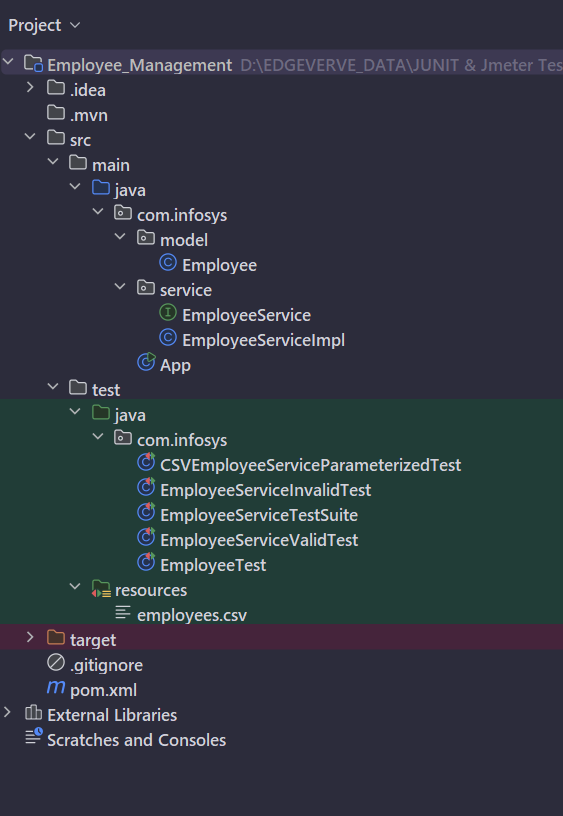 Project
Employee_Management D:\EDGEVERVE_DATA\JUNIT & Jmeter Tes
.idea
.mvn
src
main
java
com.infosys
model
Employee
service
EmployeeService
EmployeeServiceImpl
App
test
java
com.infosys
CSVEmployeeServiceParameterizedTest
EmployeeServiceInvalidTest
EmployeeServiceTestSuite
EmployeeServiceValidTest
EmployeeTest
resources
employees.csv
target
.gitignore
pom.xml
External Libraries
Scratches and Consoles